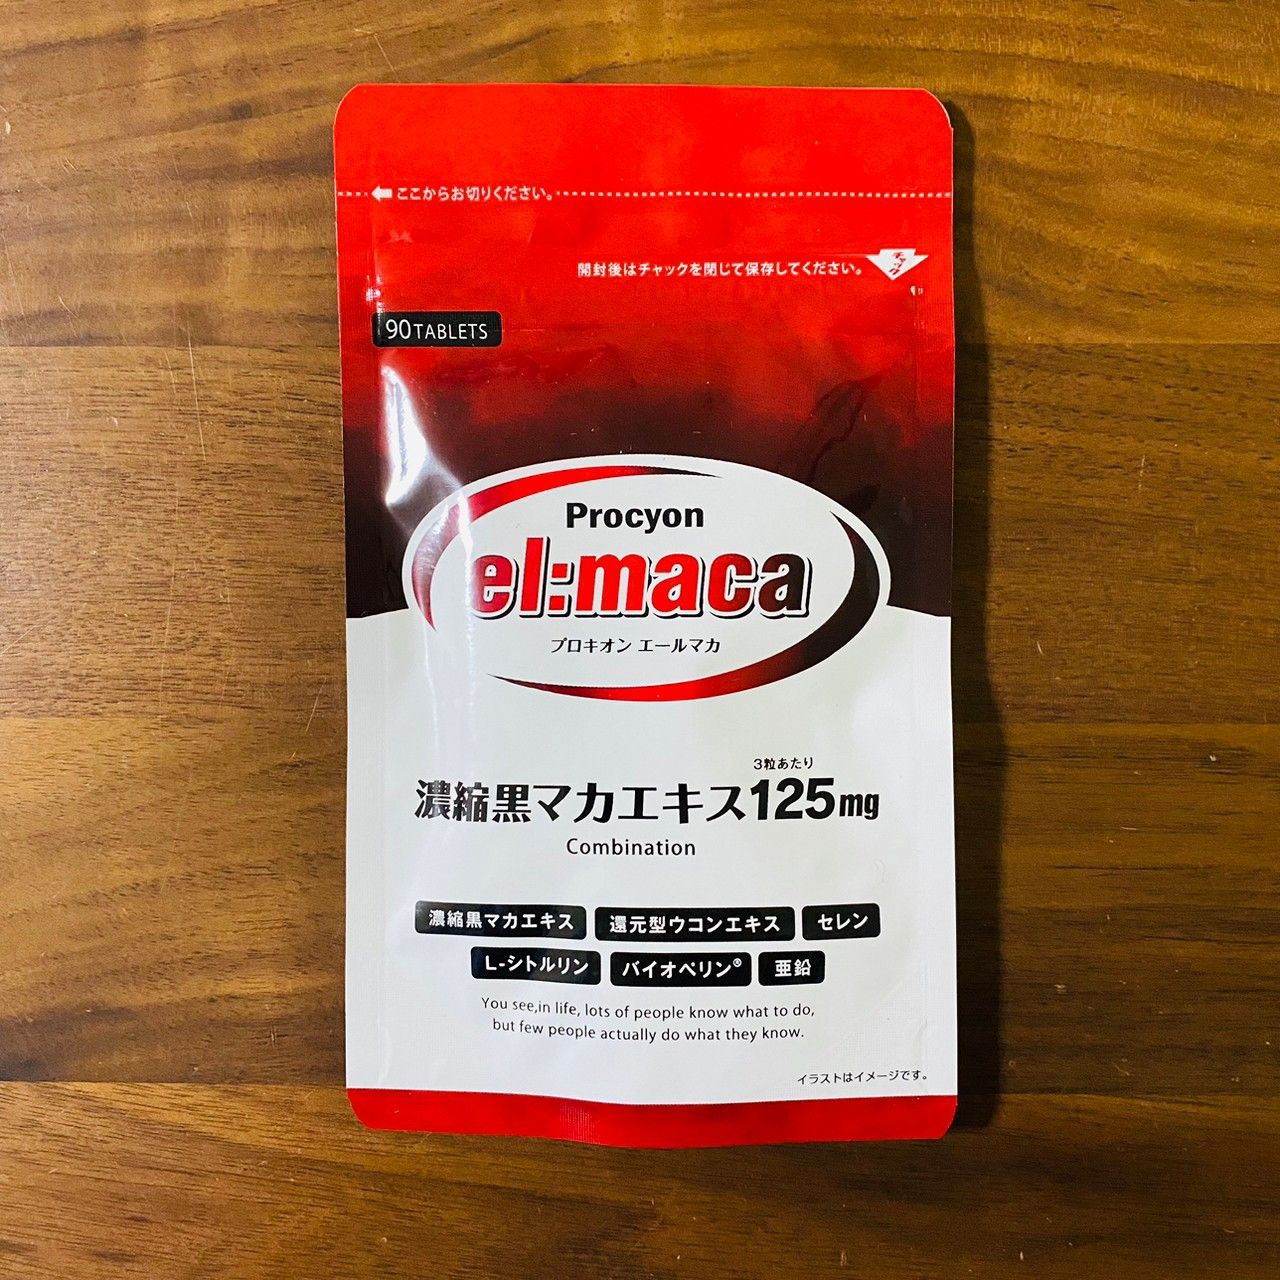 ここからお切りください。
開封後はチャックを閉じて保存してください。
チャック
90TABLETS
Procyon
el:maca
プロキオン エールマカ
3粒あたり
濃縮黒マカエキス125mg
Combination
濃縮黒マカエキス 還元型ウコンエキス セレン
L-シトルリン バイオペリン® 亜鉛
You see,in life, lots of people know what to do,
but few people actually do what they know.
イラストはイメージです。